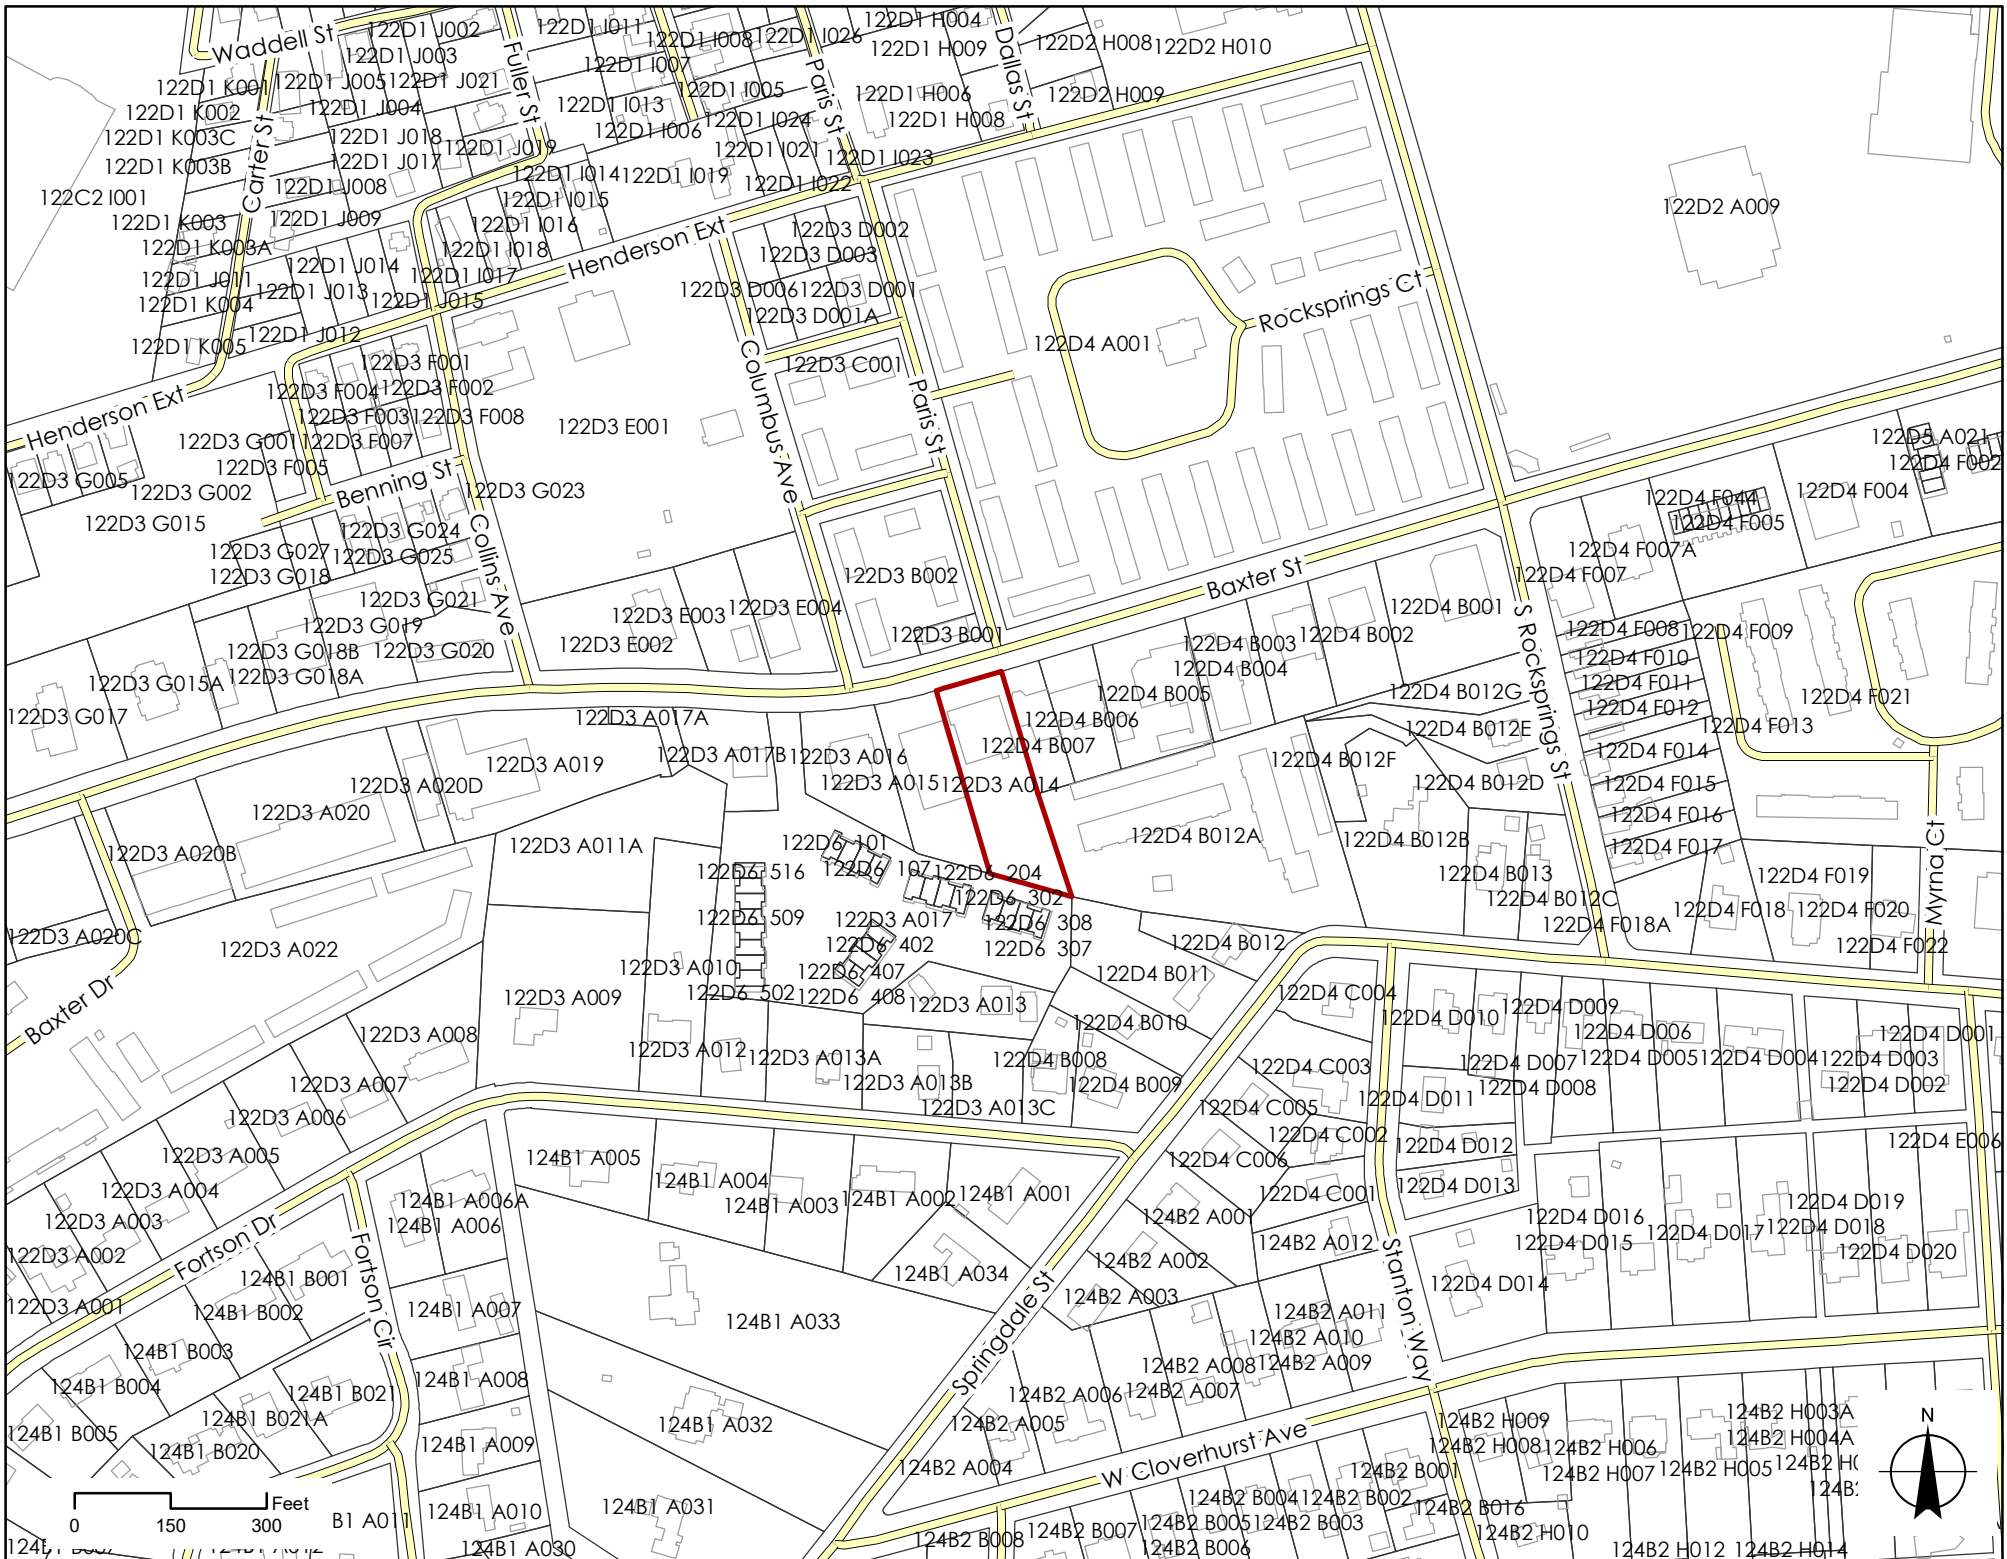 Waddell St
122D1 J002
122D1 I011
122D1 I008
122D1 I026
122D1 H004
122D1 J003
122D1 I007
122D1 H009
122D2 H008
122D2 H010
122D1 K001
122D1 J005
122D1 J021
Fuller St
122D1 I005
Paris St
122D1 H006
Dallas St
122D2 H009
122D1 K002
122D1 J004
122D1 I013
122D1 I024
122D1 H008
122D1 K003C
Carter St
122D1 J018
122D1 J019
122D1 I006
122D1 I021
122D1 I023
122D1 K003B
122D1 J017
122D1 I014
122D1 I019
122D1 I022
122C2 I001
122D1 J008
122D1 I015
122D2 A009
122D1 K003
122D1 J009
122D1 I016
Henderson Ext
122D3 D002
122D1 K003A
122D1 J014
122D1 I018
122D3 D003
122D1 J011
122D1 J013
122D1 I017
122D3 D006
122D3 D001
Rocksprings Ct
122D1 K004
122D1 J015
122D3 D001A
122D1 K005
122D1 J012
122D4 A001
122D3 F001
Columbus Ave
122D3 C001
Paris St
Henderson Ext
122D3 F004
122D3 F002
122D3 F003
122D3 F008
122D3 E001
122D3 G001
122D3 F007
122D5 A021
122D3 G005
122D3 F005
122D4 F002
122D3 G002
Benning St
122D3 G023
122D4 F044
122D4 F004
122D3 G015
122D3 G024
Collins Ave
122D4 F005
122D3 G027
122D3 G025
122D4 F007A
122D3 G018
122D3 B002
Baxter St
122D4 F007
122D3 G021
122D3 E003
122D3 E004
122D4 B001
S Rocksprings St
122D3 G019
122D3 E002
122D3 B001
122D4 B003
122D4 B002
122D4 F008
122D4 F009
122D3 G018B
122D3 G020
122D4 B004
122D4 F010
122D3 G015A
122D3 G018A
122D4 B005
122D4 B012G
122D4 F011
122D4 F021
122D3 G017
122D3 A017A
122D4 B006
122D4 B012E
122D4 F012
122D4 F013
122D3 A019
122D3 A017B
122D3 A016
122D4 B007
122D4 B012F
122D4 F014
122D3 A020D
122D3 A015
122D3 A014
122D4 B012D
122D4 F015
122D3 A020
122D4 F016
122D3 A020B
122D3 A011A
122D6 101
122D4 B012A
122D4 B012B
122D4 F017
Myrna Ct
122D6 516
122D6 107
122D6 204
122D4 B013
122D4 F019
122D6 302
122D4 B012C
122D3 A020C
122D6 509
122D3 A017
122D6 308
122D4 F018A
122D4 F018
122D4 F020
122D3 A022
122D6 402
122D6 307
122D4 B012
122D4 F022
122D3 A010
122D6 407
122D4 B011
Baxter Dr
122D3 A009
122D6 502
122D6 408
122D3 A013
122D4 C004
122D4 D010
122D4 D009
122D3 A008
122D4 B010
122D4 D006
122D4 D001
122D3 A012
122D3 A013A
122D4 B008
122D4 C003
122D4 D007
122D4 D005
122D4 D004
122D4 D003
122D3 A007
122D3 A013B
122D4 B009
122D4 D008
122D4 D002
122D3 A006
122D3 A013C
122D4 C005
122D4 D011
122D3 A005
124B1 A005
122D4 C002
122D4 D012
122D4 E006
122D3 A004
124B1 A004
122D4 C006
122D4 D013
122D3 A003
124B1 A006A
124B1 A003
124B1 A002
124B1 A001
122D4 C001
122D4 D019
Fortson Dr
124B1 A006
124B2 A001
122D4 D016
122D4 D018
122D3 A002
Fortson Cir
124B2 A012
Stanton Way
122D4 D015
122D4 D017
122D4 D020
124B1 B001
124B1 A034
124B2 A002
122D4 D014
122D3 A001
124B1 B002
124B1 A007
124B1 A033
Springdale St
124B2 A003
124B2 A011
124B1 B003
124B2 A010
124B1 B004
124B1 B021
124B1 A008
124B2 A008
124B2 A009
124B1 B021A
124B1 A032
124B2 A006
124B2 A007
124B1 B005
124B1 B020
124B1 A009
124B2 A005
W Cloverhurst Ave
124B2 H009
124B2 H003A
124B2 A004
124B2 B001
124B2 H008
124B2 H006
124B2 H004A
124B2 H007
124B2 H005
N
Feet
0 150 300
B1 A011
124B1 A010
124B1 A031
124B2 B004
124B2 B002
124B2 B016
124B2 B008
124B2 B007
124B2 B005
124B2 B003
124B2 H010
124B1 A030
124B2 B006
124B2 H012
124B2 H014